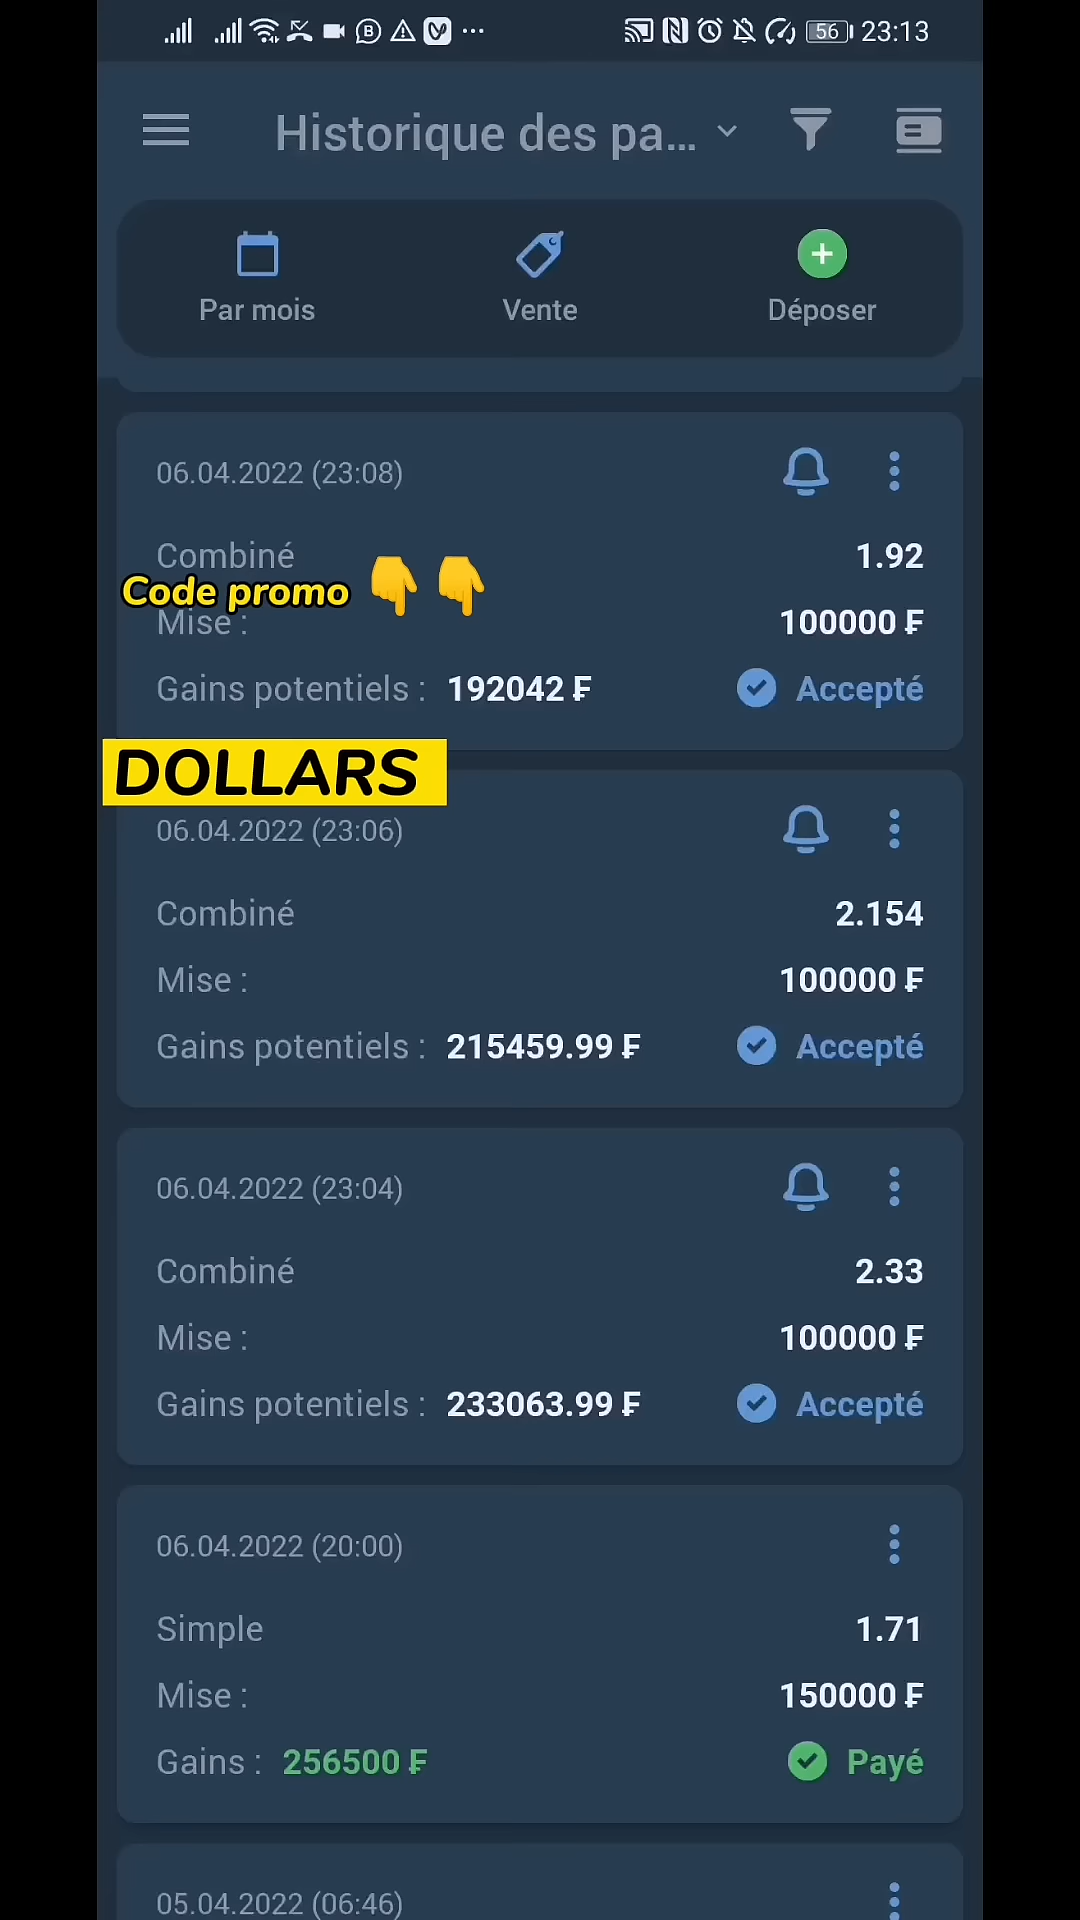 56 23:13
Historique des pa...
Par mois Vente Déposer
06.04.2022 (23:08)
Combiné 1.92
Code promo
Mise : 100000 ₣
Gains potentiels : 192042 ₣ Accepté
DOLLARS
06.04.2022 (23:06)
Combiné 2.154
Mise : 100000 ₣
Gains potentiels : 215459.99 ₣ Accepté
06.04.2022 (23:04)
Combiné 2.33
Mise : 100000 ₣
Gains potentiels : 233063.99 ₣ Accepté
06.04.2022 (20:00)
Simple 1.71
Mise : 150000 ₣
Gains : 256500 ₣ Payé
05.04.2022 (06:46)